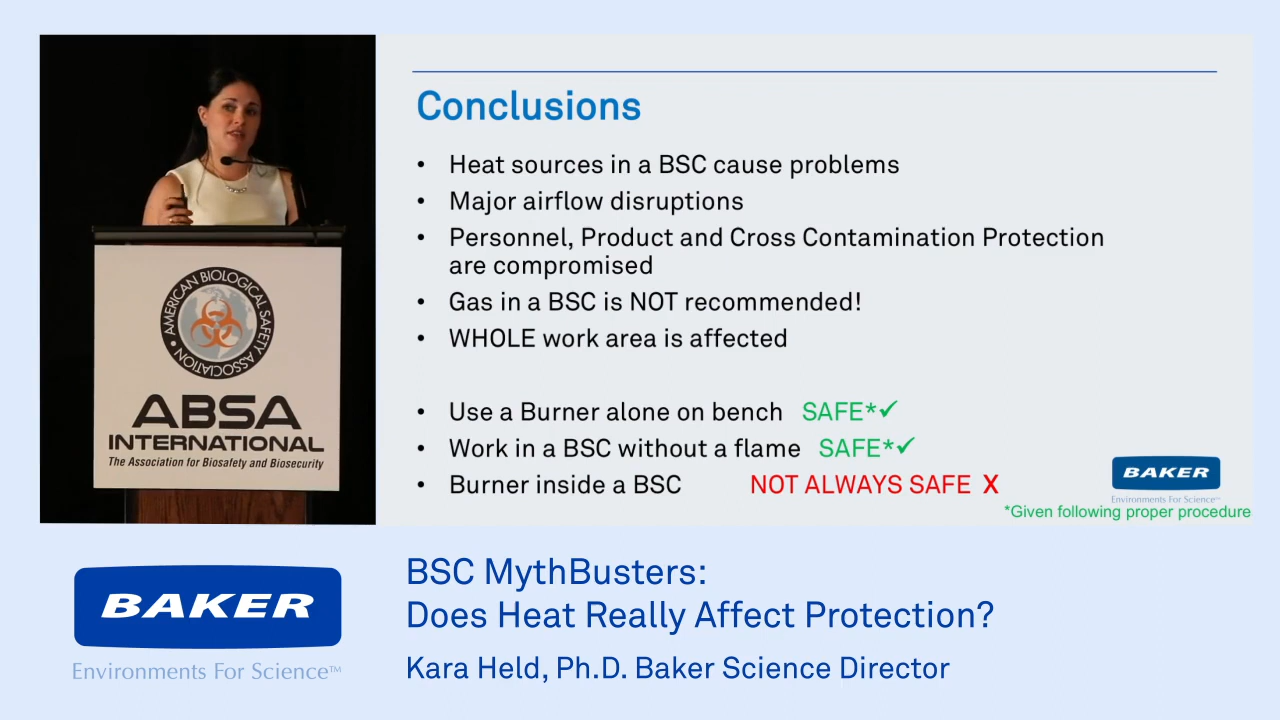 Conclusions
• Heat sources in a BSC cause problems
• Major airflow disruptions
• Personnel, Product and Cross Contamination Protection
are compromised
• Gas in a BSC is NOT recommended!
• WHOLE work area is affected
• Use a Burner alone on bench SAFE*✓
• Work in a BSC without a flame SAFE*✓
• Burner inside a BSC NOT ALWAYS SAFE X
BAKER
Environments For Science™
*Given following proper procedure
AMERICAN BIOLOGICAL SAFETY ASSOCIATION •
ABSA
INTERNATIONAL
The Association for Biosafety and Biosecurity
BAKER
Environments For Science™
BSC MythBusters:
Does Heat Really Affect Protection?
Kara Held, Ph.D. Baker Science Director